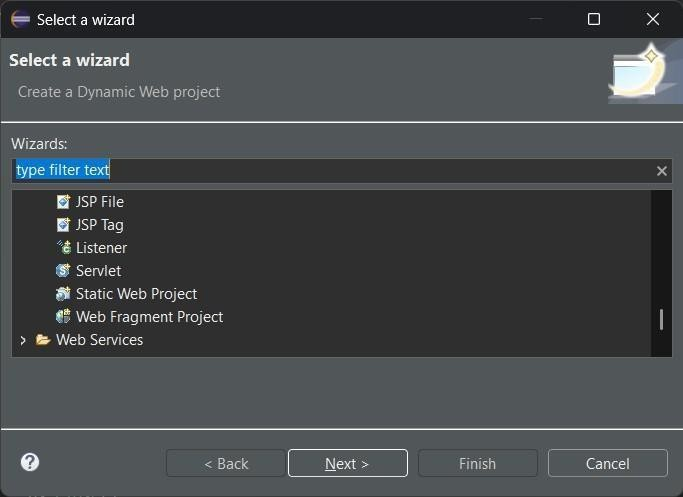 Select a wizard
Select a wizard
Create a Dynamic Web project
Wizards:
type filter text
JSP File
JSP Tag
Listener
Servlet
Static Web Project
Web Fragment Project
Web Services
< Back
Next >
Finish
Cancel